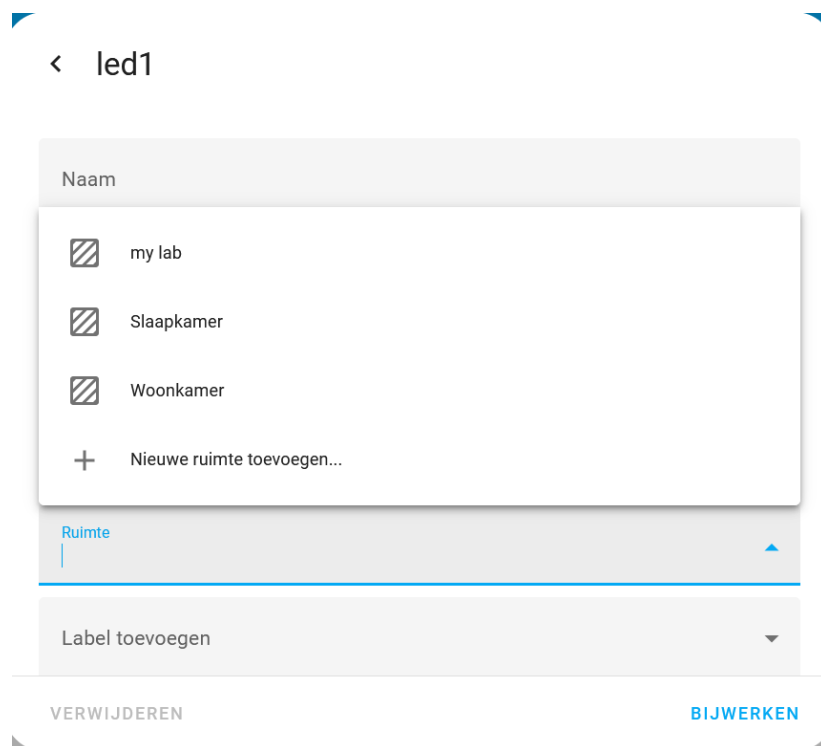 led1
Naam
my lab
Slaapkamer
Woonkamer
Nieuwe ruimte toevoegen...
Ruimte
Label toevoegen
VERWIJDEREN
BIJWERKEN